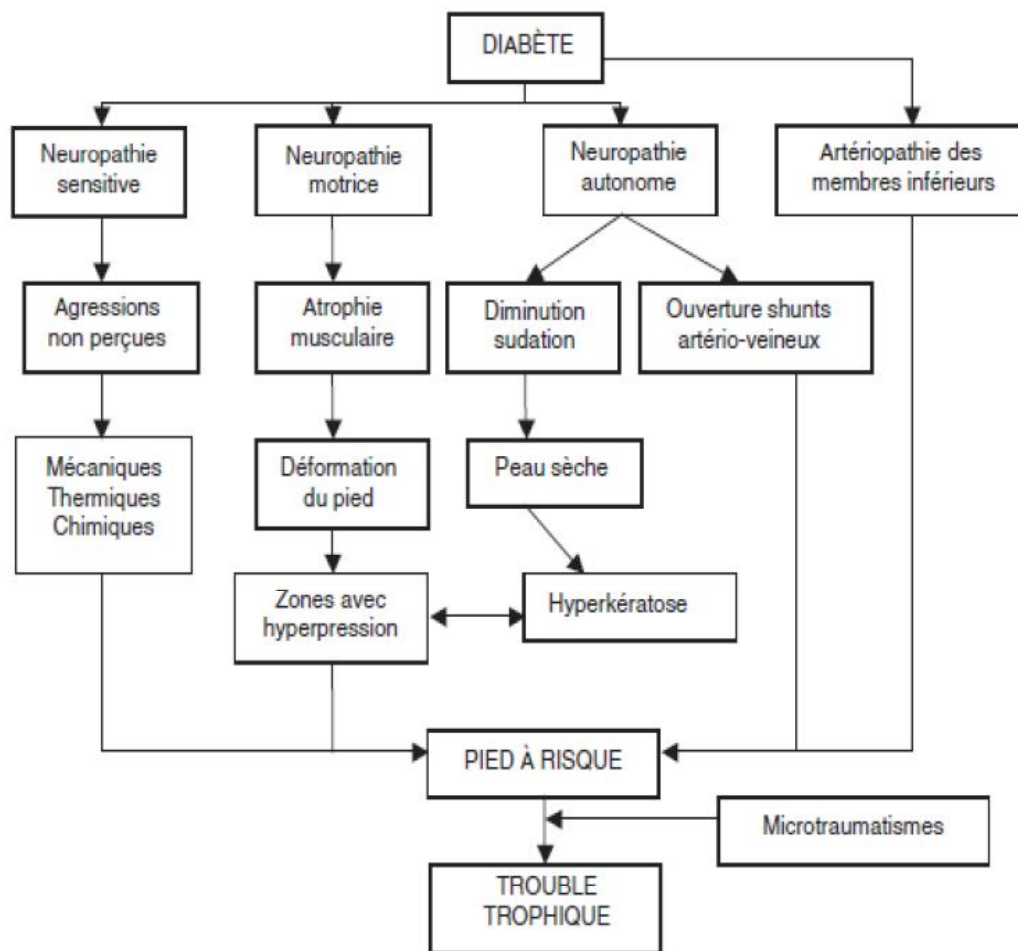 DIABÈTE
Neuropathie
sensitive
Neuropathie
motrice
Neuropathie
autonome
Artériopathie des
membres inférieurs
Agressions
non perçues
Atrophie
musculaire
Diminution
sudation
Ouverture shunts
artério-veineux
Mécaniques
Thermiques
Chimiques
Déformation
du pied
Peau sèche
Zones avec
hyperpression
Hyperkératose
PIED À RISQUE
Microtraumatismes
TROUBLE
TROPHIQUE